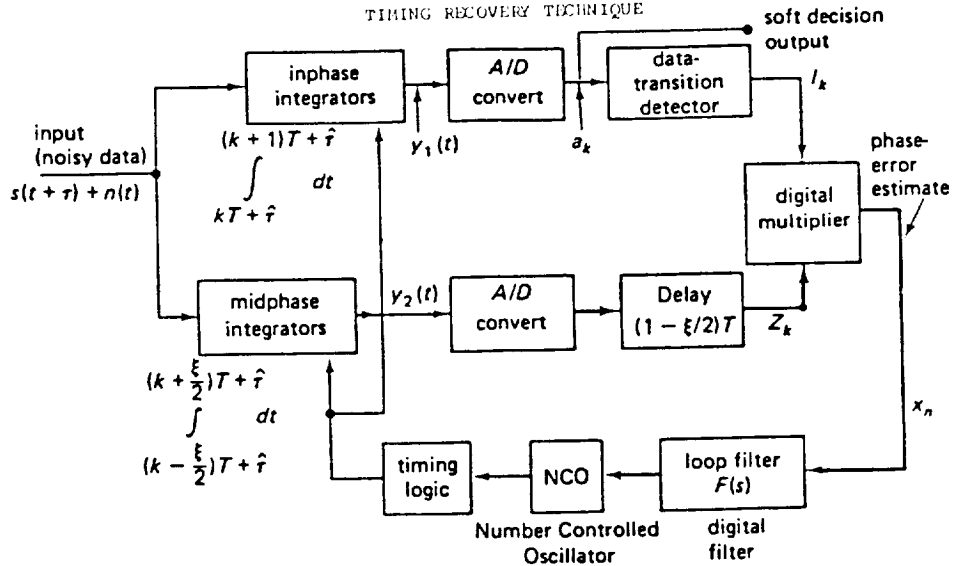 TIMING RECOVERY TECHNIQUE
soft decision
output
inphase
integrators
A/D
convert
data-
transition
detector
I_k
input
(noisy data)
s(t + τ) + n(t)
(k + 1)T + τ̂
∫ dt
kT + τ̂
y₁(t)
a_k
phase-
error
estimate
digital
multiplier
midphase
integrators
y₂(t)
A/D
convert
Delay
(1 − ξ/2)T
Z_k
(k + ξ/2)T + τ̂
∫ dt
(k − ξ/2)T + τ̂
x_n
timing
logic
NCO
loop filter
F(s)
Number Controlled
Oscillator
digital
filter